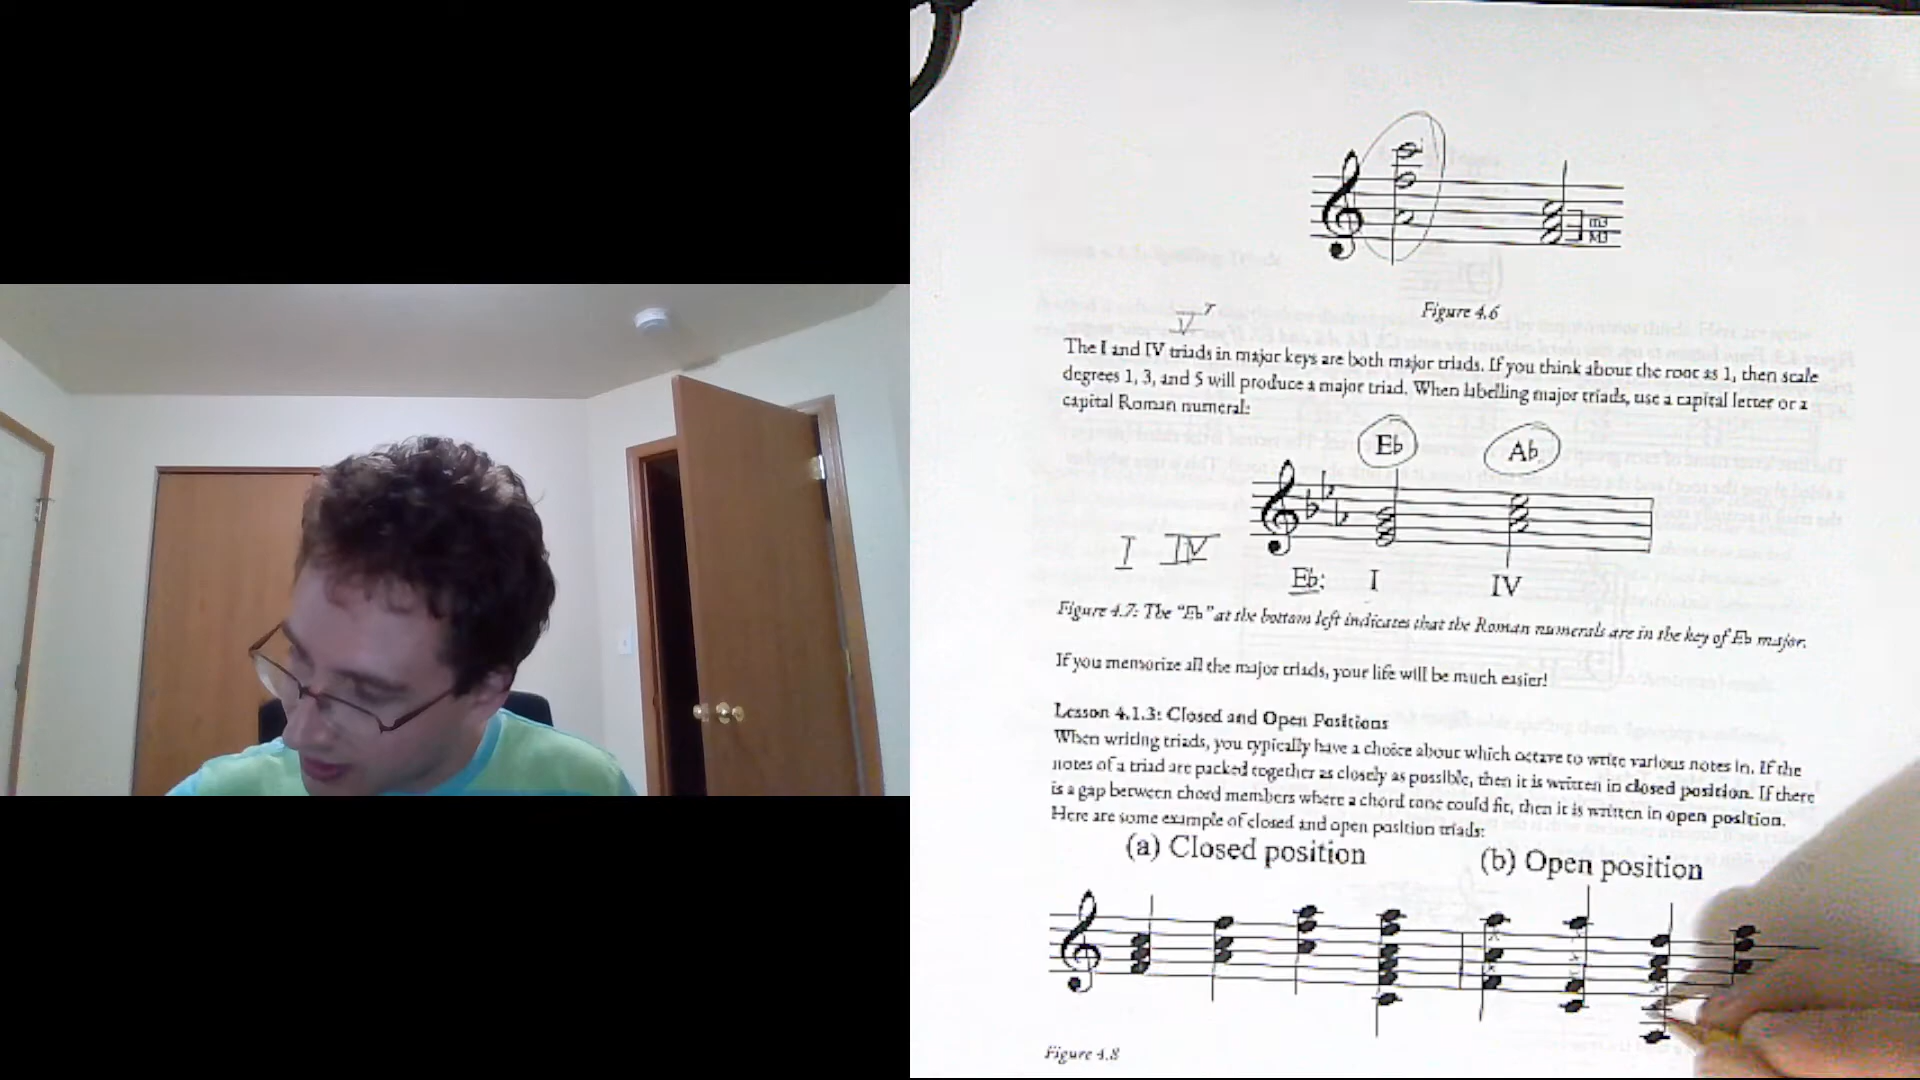 m3
M3
Figure 4.6
V7
The I and IV triads in major keys are both major triads. If you think about the root as 1, then scale
degrees 1, 3, and 5 will produce a major triad. When labelling major triads, use a capital letter or a
capital Roman numeral:
Eb Ab
I IV
Eb: I IV
Figure 4.7: The “Eb” at the bottom left indicates that the Roman numerals are in the key of Eb major.
If you memorize all the major triads, your life will be much easier!
Lesson 4.1.3: Closed and Open Positions
When writing triads, you typically have a choice about which octave to write various notes in. If the
notes of a triad are packed together as closely as possible, then it is written in closed position. If there
is a gap between chord members where a chord tone could fit, then it is written in open position.
Here are some example of closed and open position triads:
(a) Closed position (b) Open position
Figure 4.8